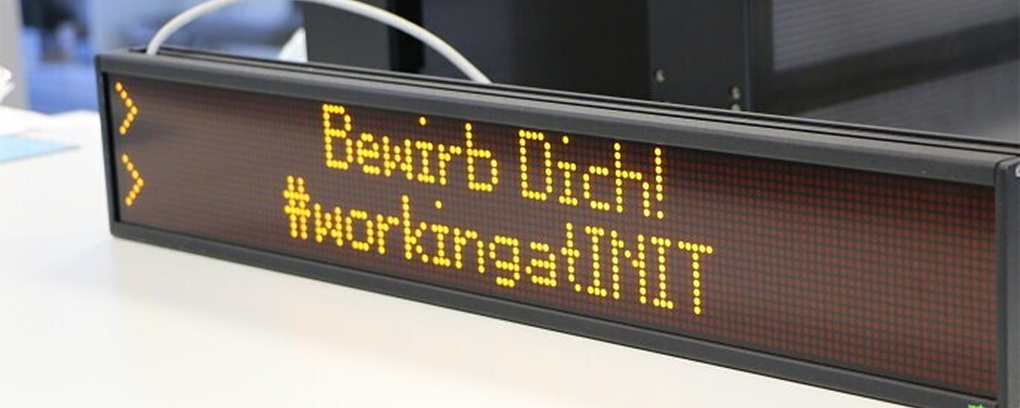 > Bewirb Dich!
> #workingatINIT